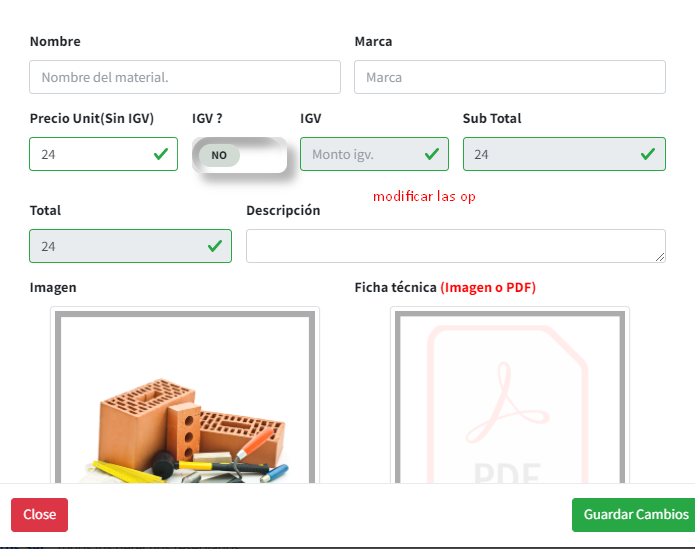 Nombre Marca
Nombre del material. Marca
Precio Unit(Sin IGV) IGV ? IGV Sub Total
24 NO Monto igv. 24
modificar las op
Total Descripción
24
Imagen Ficha técnica (Imagen o PDF)
PDF
Close Guardar Cambios